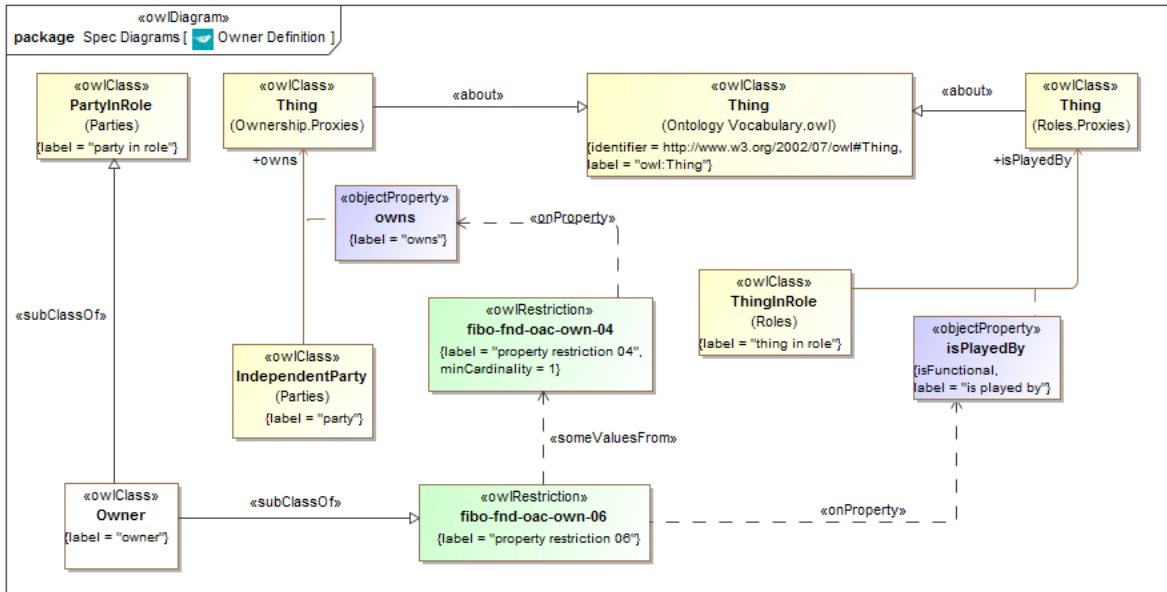 «owlDiagram»
package Spec Diagrams [ Owner Definition ]
«owlClass»
PartyInRole
(Parties)
{label = "party in role"}
«owlClass»
Thing
(Ownership.Proxies)
«about»
«owlClass»
Thing
(Ontology Vocabulary.owl)
{identifier = http://www.w3.org/2002/07/owl#Thing,
label = "owl:Thing"}
«about»
«owlClass»
Thing
(Roles.Proxies)
+owns
+isPlayedBy
«objectProperty»
owns
{label = "owns"}
«onProperty»
«owlClass»
ThingInRole
(Roles)
{label = "thing in role"}
«subClassOf»
«owlRestriction»
fibo-fnd-oac-own-04
{label = "property restriction 04",
minCardinality = 1}
«objectProperty»
isPlayedBy
{isFunctional,
label = "is played by"}
«owlClass»
IndependentParty
(Parties)
{label = "party"}
«someValuesFrom»
«owlClass»
Owner
{label = "owner"}
«subClassOf»
«owlRestriction»
fibo-fnd-oac-own-06
{label = "property restriction 06"}
«onProperty»